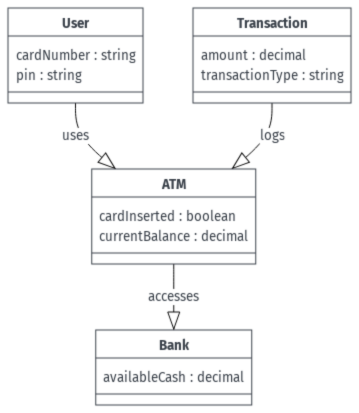 User
cardNumber : string
pin : string
Transaction
amount : decimal
transactionType : string
uses
logs
ATM
cardInserted : boolean
currentBalance : decimal
accesses
Bank
availableCash : decimal